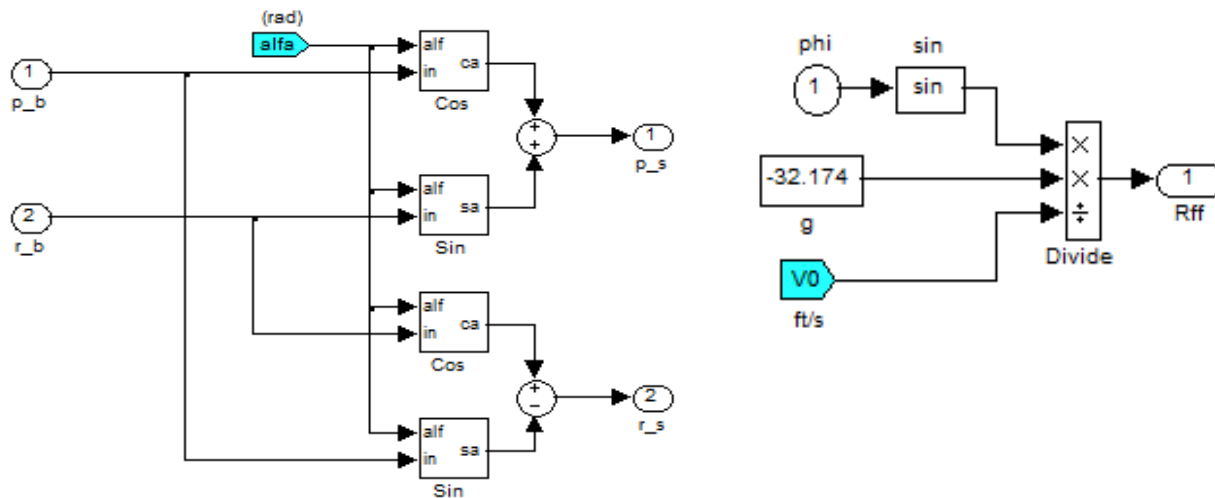 (rad)
alfa
1
p_b
2
r_b
alf
in
ca
Cos
alf
in
sa
Sin
alf
in
ca
Cos
alf
in
sa
Sin
+
+
1
p_s
+
−
2
r_s
phi
1
sin
sin
-32.174
g
V0
ft/s
×
×
÷
Divide
1
Rff